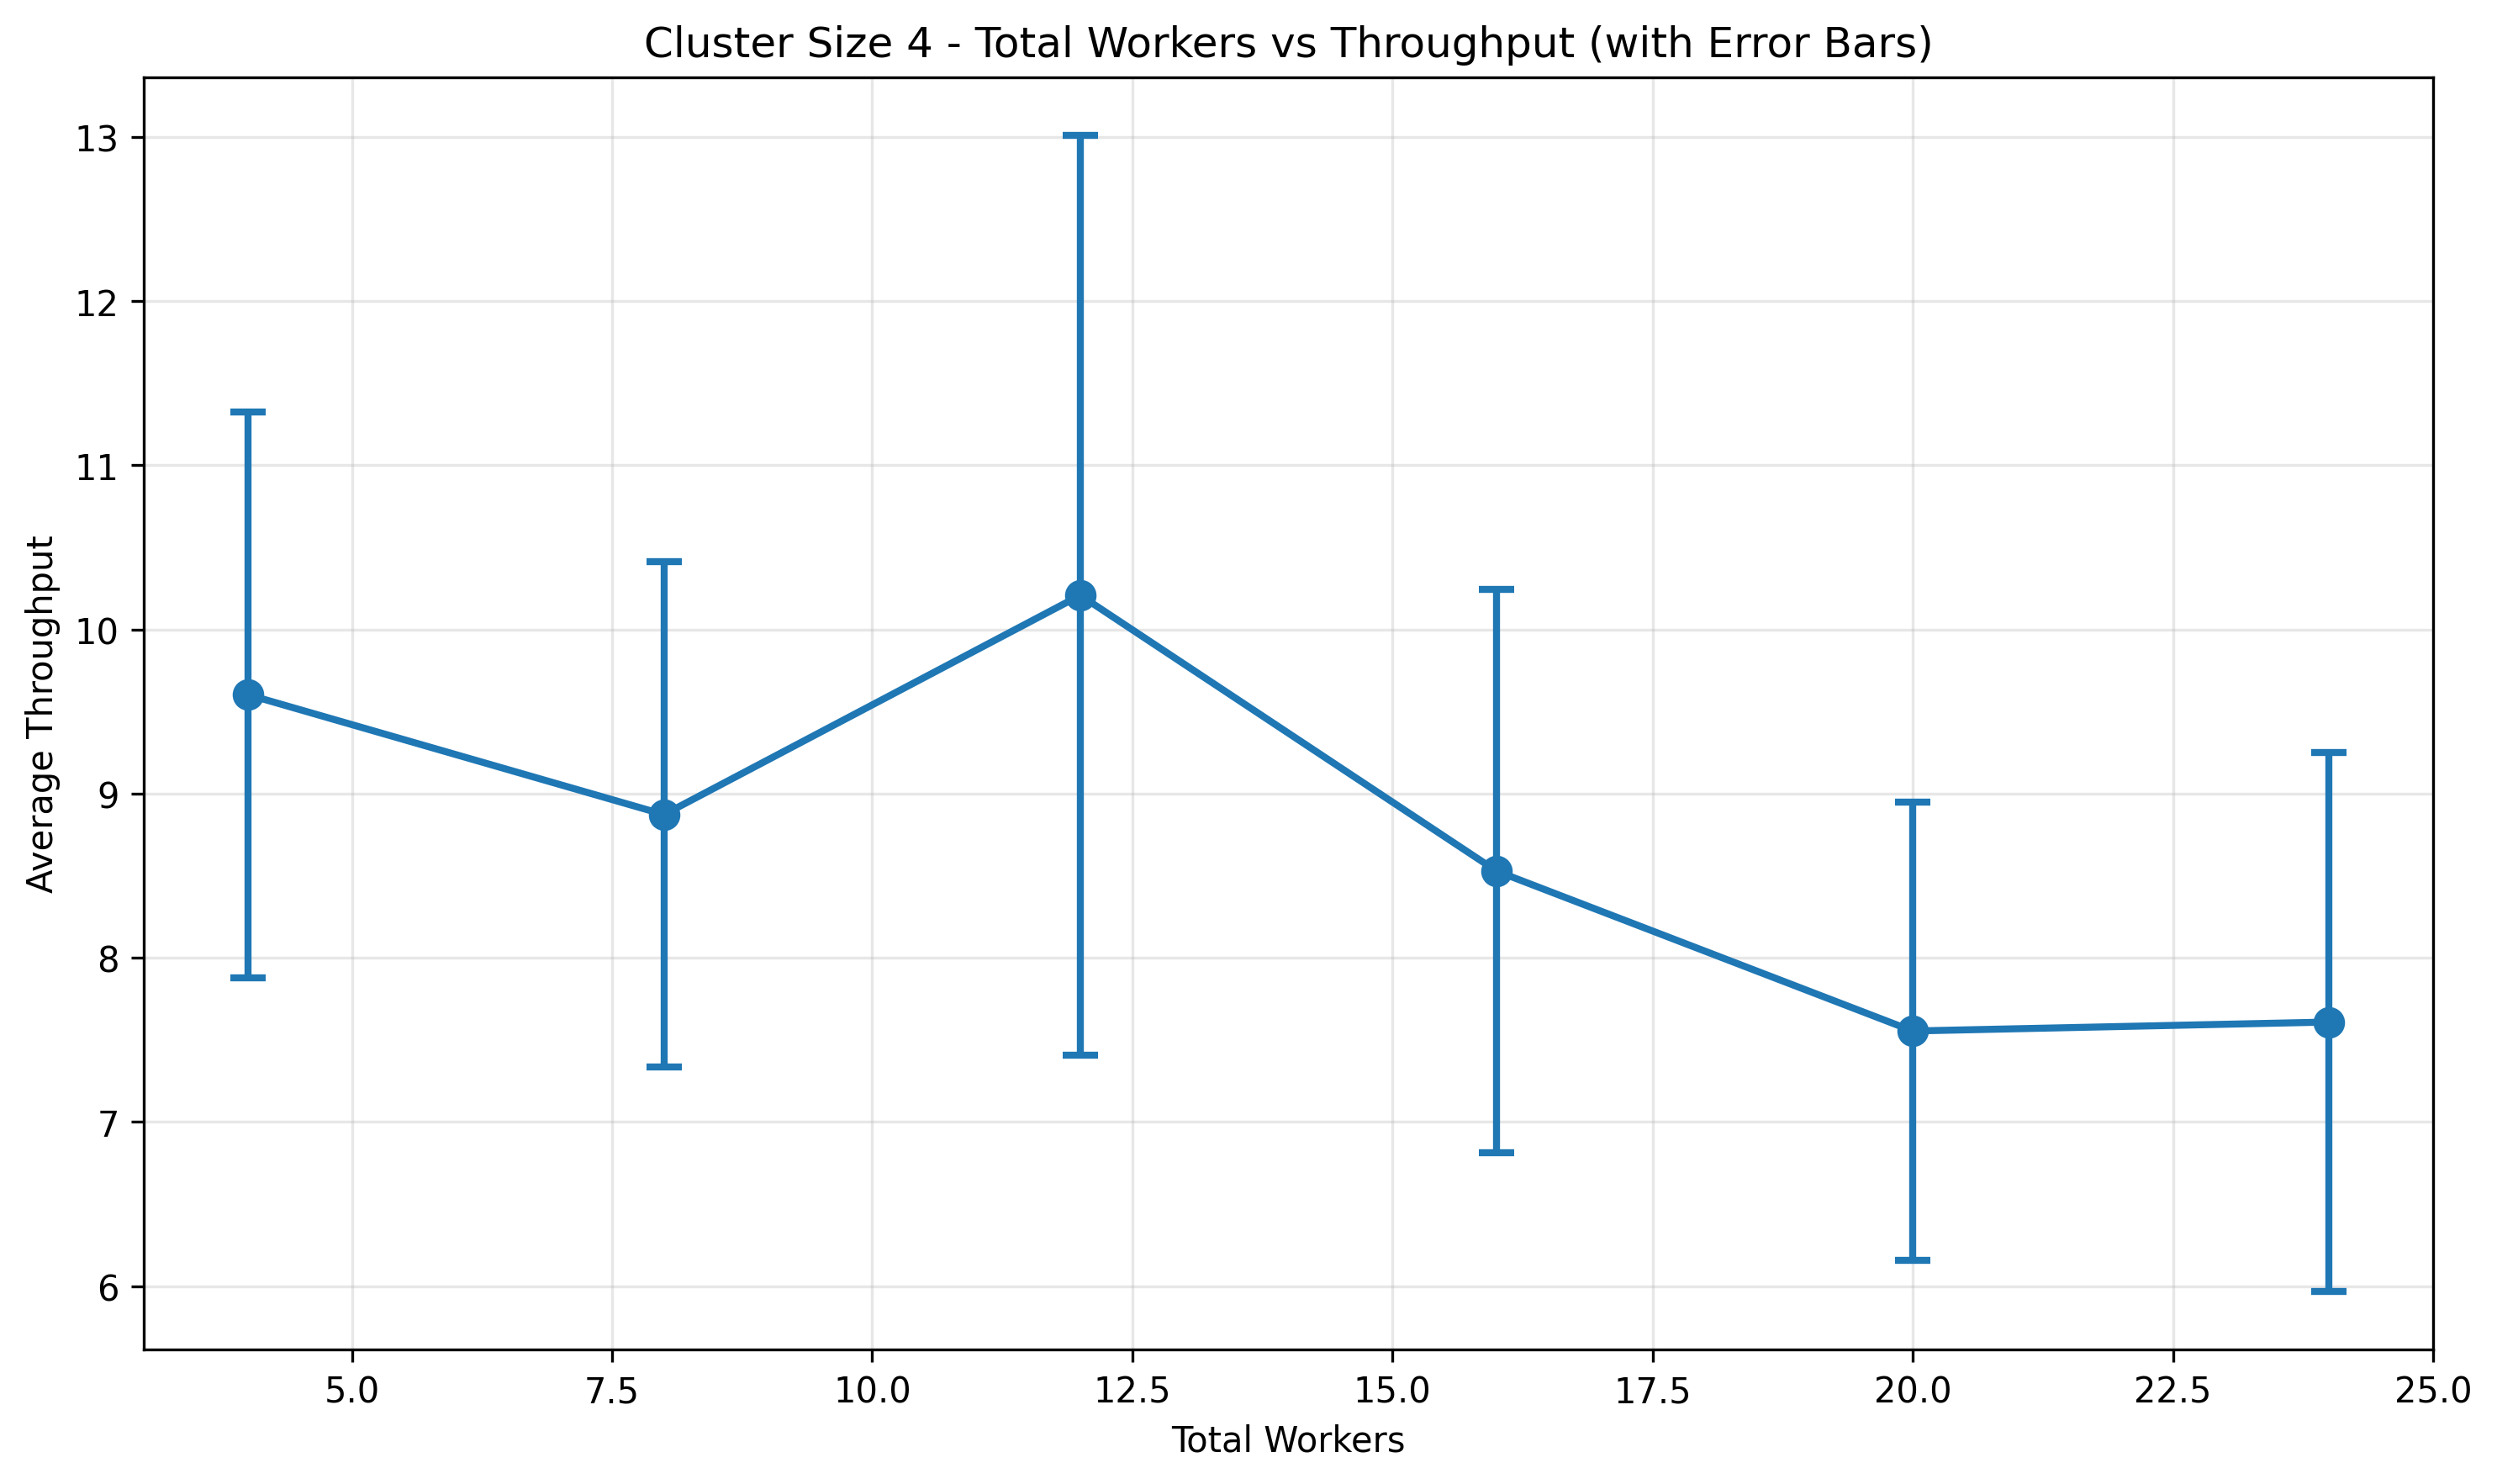 Cluster Size 4 - Total Workers vs Throughput (with Error Bars)
Average Throughput
13
12
11
10
9
8
7
6
5.0 7.5 10.0 12.5 15.0 17.5 20.0 22.5 25.0
Total Workers